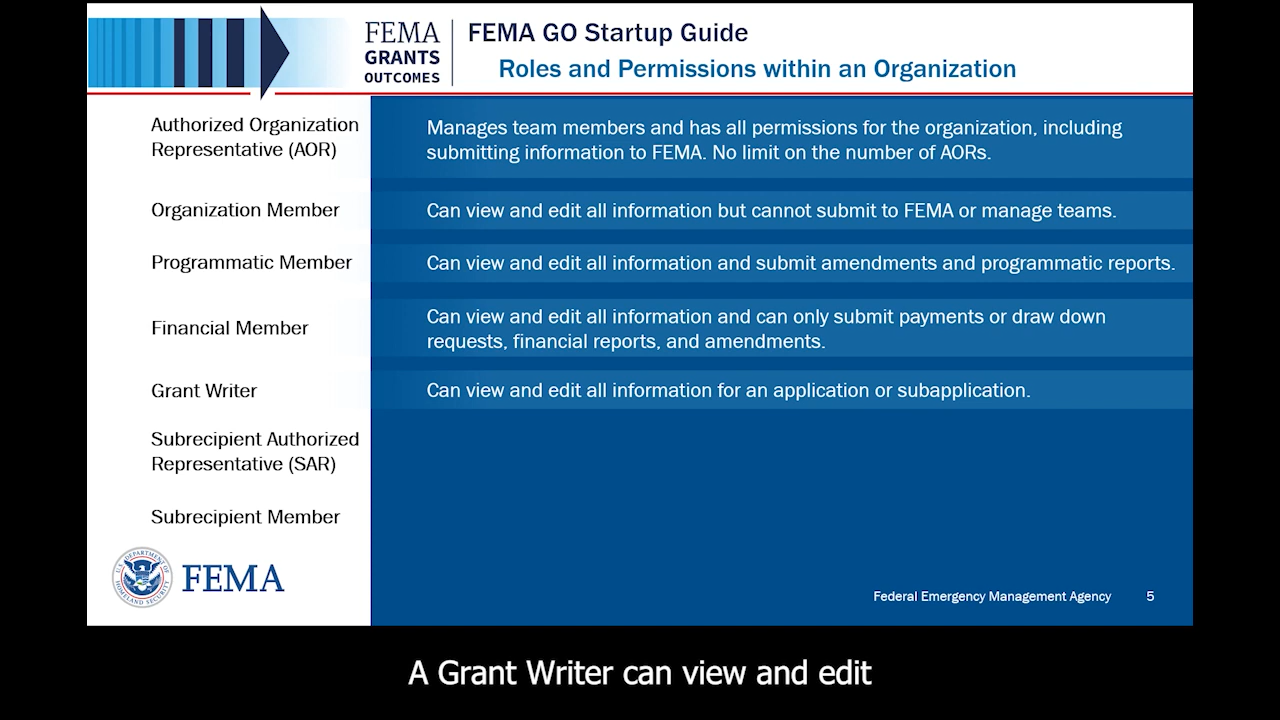 FEMA
GRANTS
OUTCOMES
FEMA GO Startup Guide
Roles and Permissions within an Organization
Authorized Organization
Representative (AOR)
Manages team members and has all permissions for the organization, including
submitting information to FEMA. No limit on the number of AORs.
Organization Member
Can view and edit all information but cannot submit to FEMA or manage teams.
Programmatic Member
Can view and edit all information and submit amendments and programmatic reports.
Financial Member
Can view and edit all information and can only submit payments or draw down
requests, financial reports, and amendments.
Grant Writer
Can view and edit all information for an application or subapplication.
Subrecipient Authorized
Representative (SAR)
Subrecipient Member
U.S. DEPARTMENT OF
HOMELAND SECURITY
FEMA
Federal Emergency Management Agency
5
A Grant Writer can view and edit